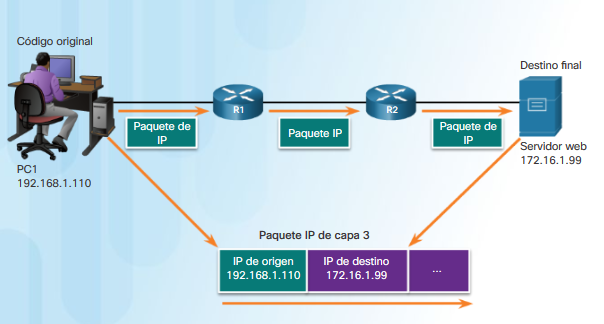 Código original
Destino final
R1
R2
Paquete de
IP
Paquete IP
Paquete de
IP
PC1
192.168.1.110
Servidor web
172.16.1.99
Paquete IP de capa 3
IP de origen
192.168.1.110
IP de destino
172.16.1.99
...